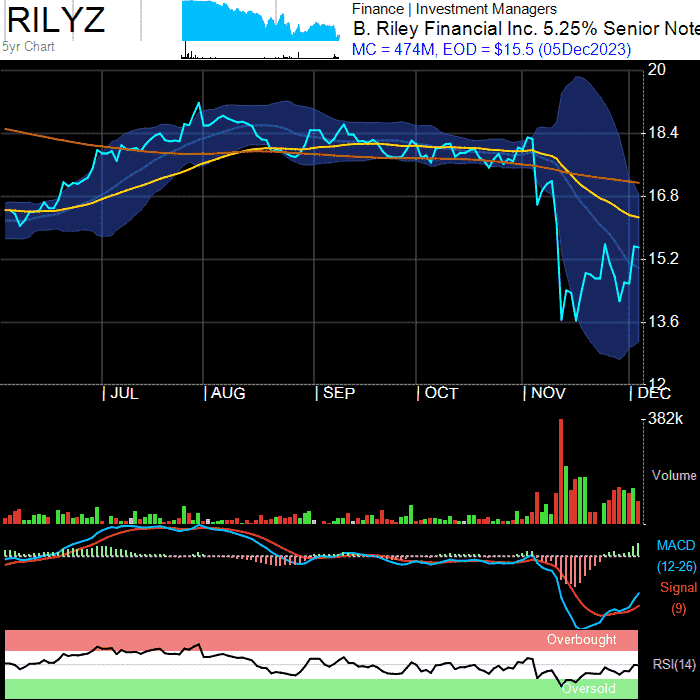 RILYZ
5yr Chart
Finance | Investment Managers
B. Riley Financial Inc. 5.25% Senior Note
MC = 474M, EOD = $15.5 (05Dec2023)
20
18.4
16.8
15.2
13.6
12
JUL AUG SEP OCT NOV DEC
382k
Volume
MACD
(12-26)
Signal
(9)
Overbought
RSI(14)
Oversold